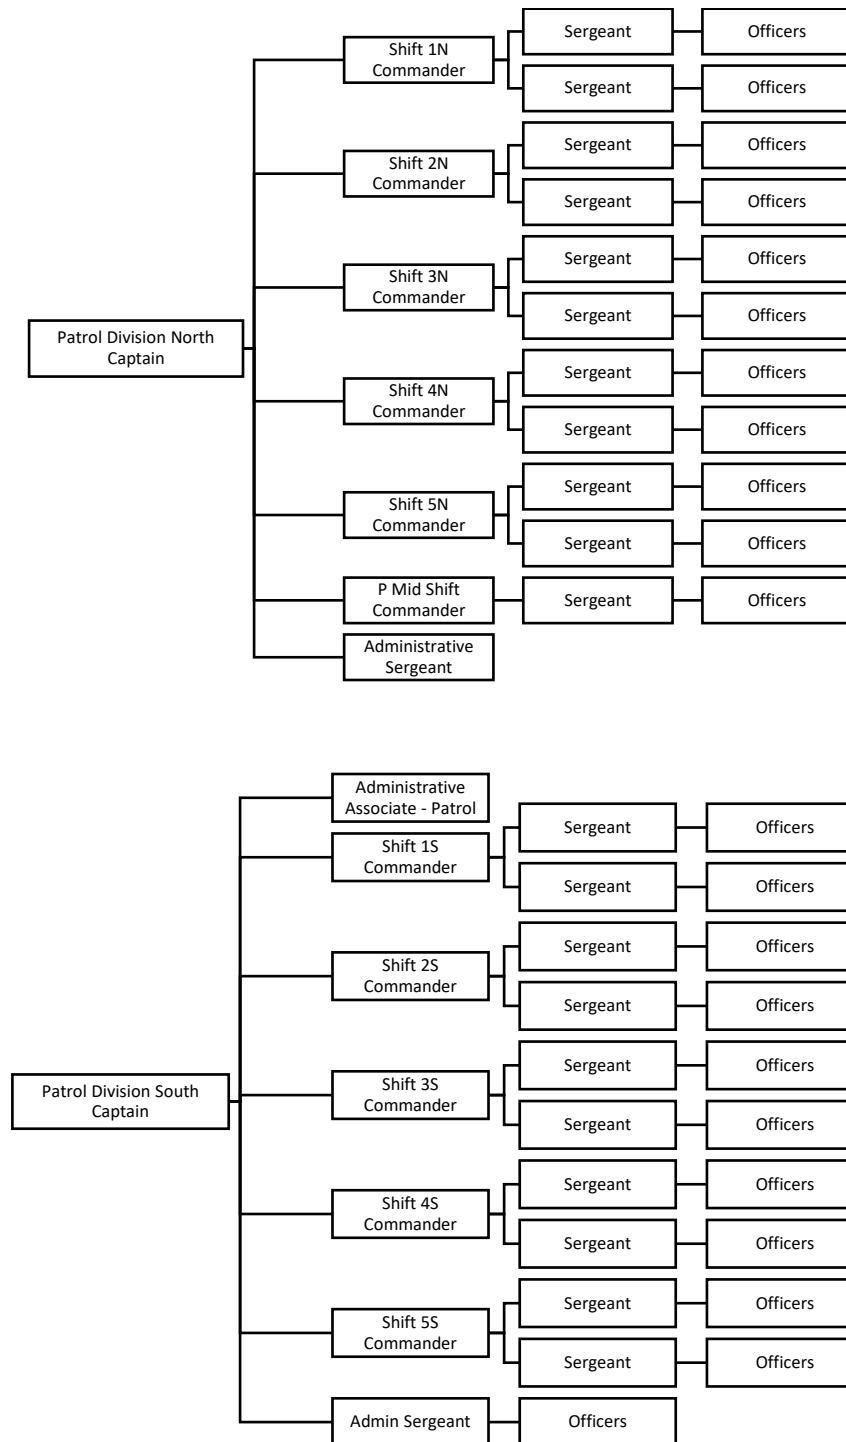 Patrol Division North
Captain
Shift 1N
Commander
Sergeant
Officers
Sergeant
Officers
Shift 2N
Commander
Sergeant
Officers
Sergeant
Officers
Shift 3N
Commander
Sergeant
Officers
Sergeant
Officers
Shift 4N
Commander
Sergeant
Officers
Sergeant
Officers
Shift 5N
Commander
Sergeant
Officers
Sergeant
Officers
P Mid Shift
Commander
Sergeant
Officers
Administrative
Sergeant
Patrol Division South
Captain
Administrative
Associate - Patrol
Shift 1S
Commander
Sergeant
Officers
Sergeant
Officers
Shift 2S
Commander
Sergeant
Officers
Sergeant
Officers
Shift 3S
Commander
Sergeant
Officers
Sergeant
Officers
Shift 4S
Commander
Sergeant
Officers
Sergeant
Officers
Shift 5S
Commander
Sergeant
Officers
Sergeant
Officers
Admin Sergeant
Officers